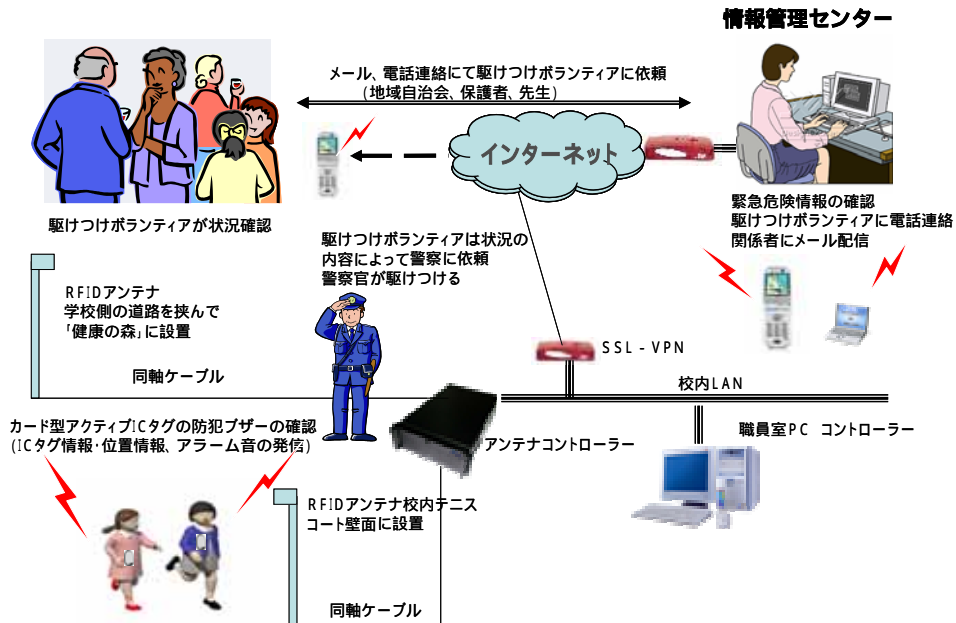 情報管理センター
メール、電話連絡にて駆けつけボランティアに依頼
(地域自治会、保護者、先生)
インターネット
緊急危険情報の確認
駆けつけボランティアに電話連絡
関係者にメール配信
駆けつけボランティアが状況確認
駆けつけボランティアは状況の
内容によって警察に依頼
警察官が駆けつける
RFIDアンテナ
学校側の道路を挟んで
「健康の森」に設置
同軸ケーブル
SSL-VPN
校内LAN
カード型アクティブICタグの防犯ブザーの確認
(ICタグ情報・位置情報、アラーム音の発信)
アンテナコントローラー
職員室PC コントローラー
RFIDアンテナ校内テニス
コート壁面に設置
同軸ケーブル